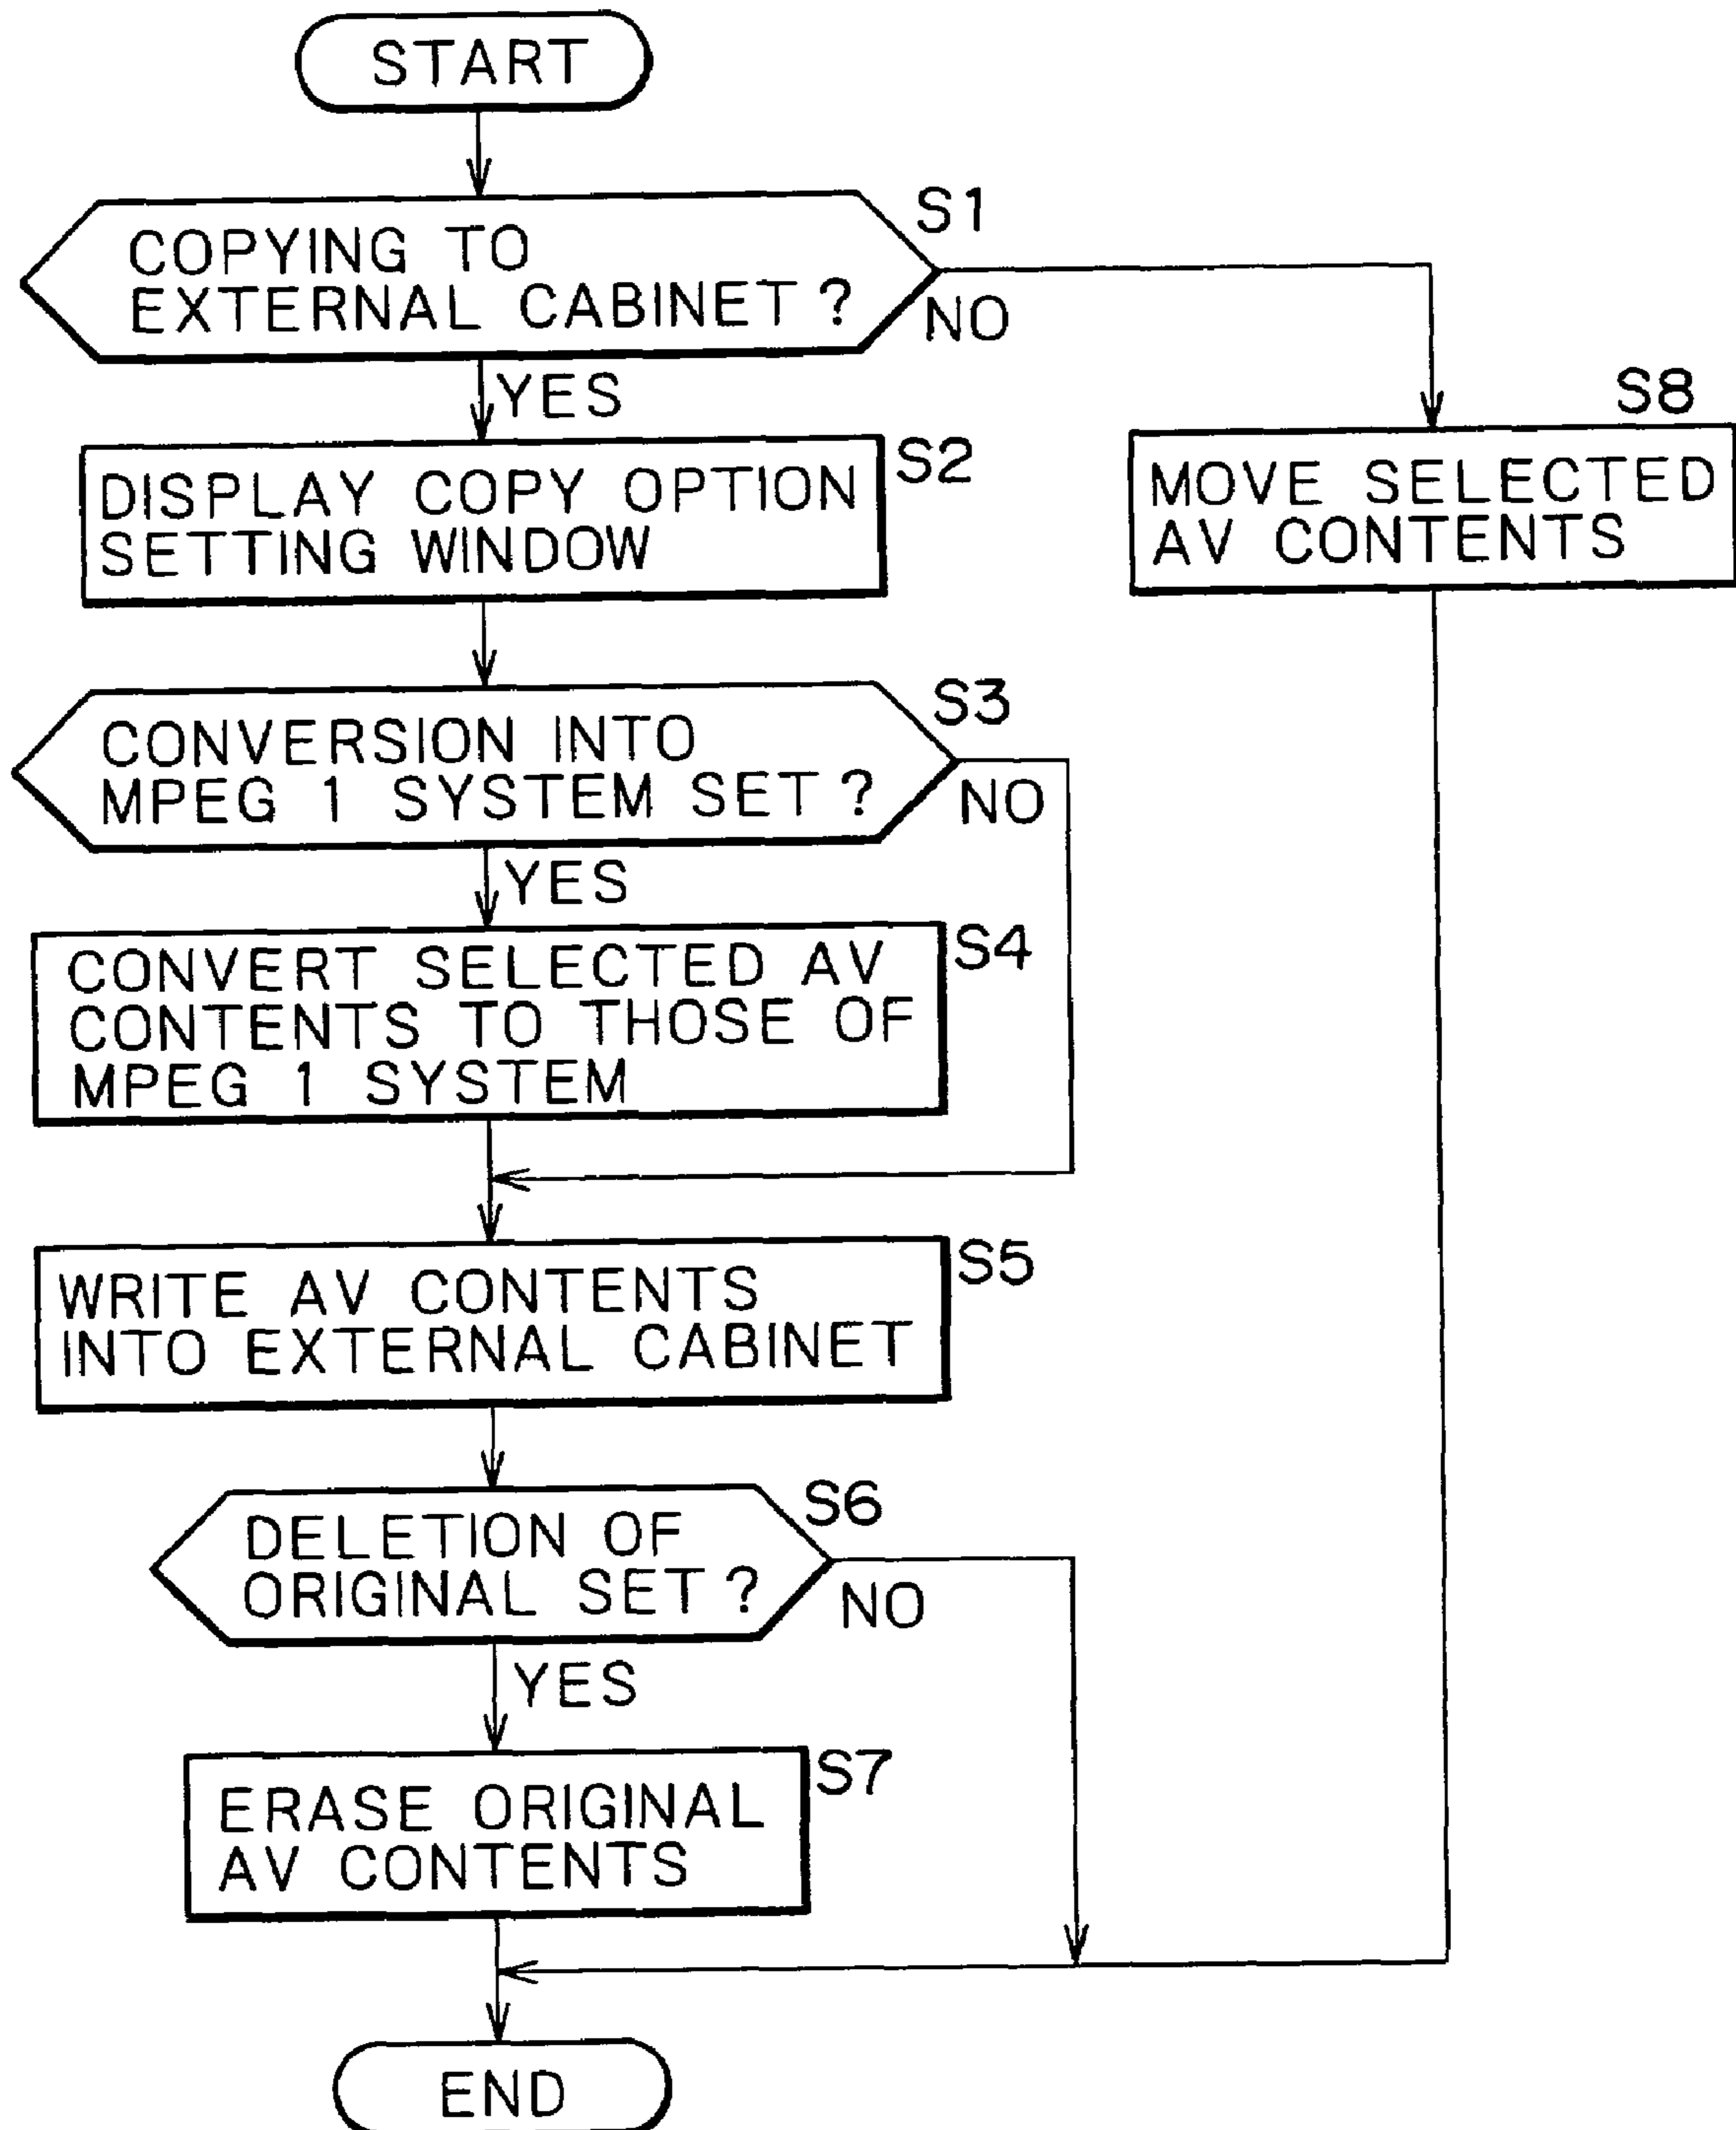 START
S1
COPYING TO
EXTERNAL CABINET ?
NO
YES
S8
MOVE SELECTED
AV CONTENTS
S2
DISPLAY COPY OPTION
SETTING WINDOW
S3
CONVERSION INTO
MPEG 1 SYSTEM SET ?
NO
YES
S4
CONVERT SELECTED AV
CONTENTS TO THOSE OF
MPEG 1 SYSTEM
S5
WRITE AV CONTENTS
INTO EXTERNAL CABINET
S6
DELETION OF
ORIGINAL SET ?
NO
YES
S7
ERASE ORIGINAL
AV CONTENTS
END